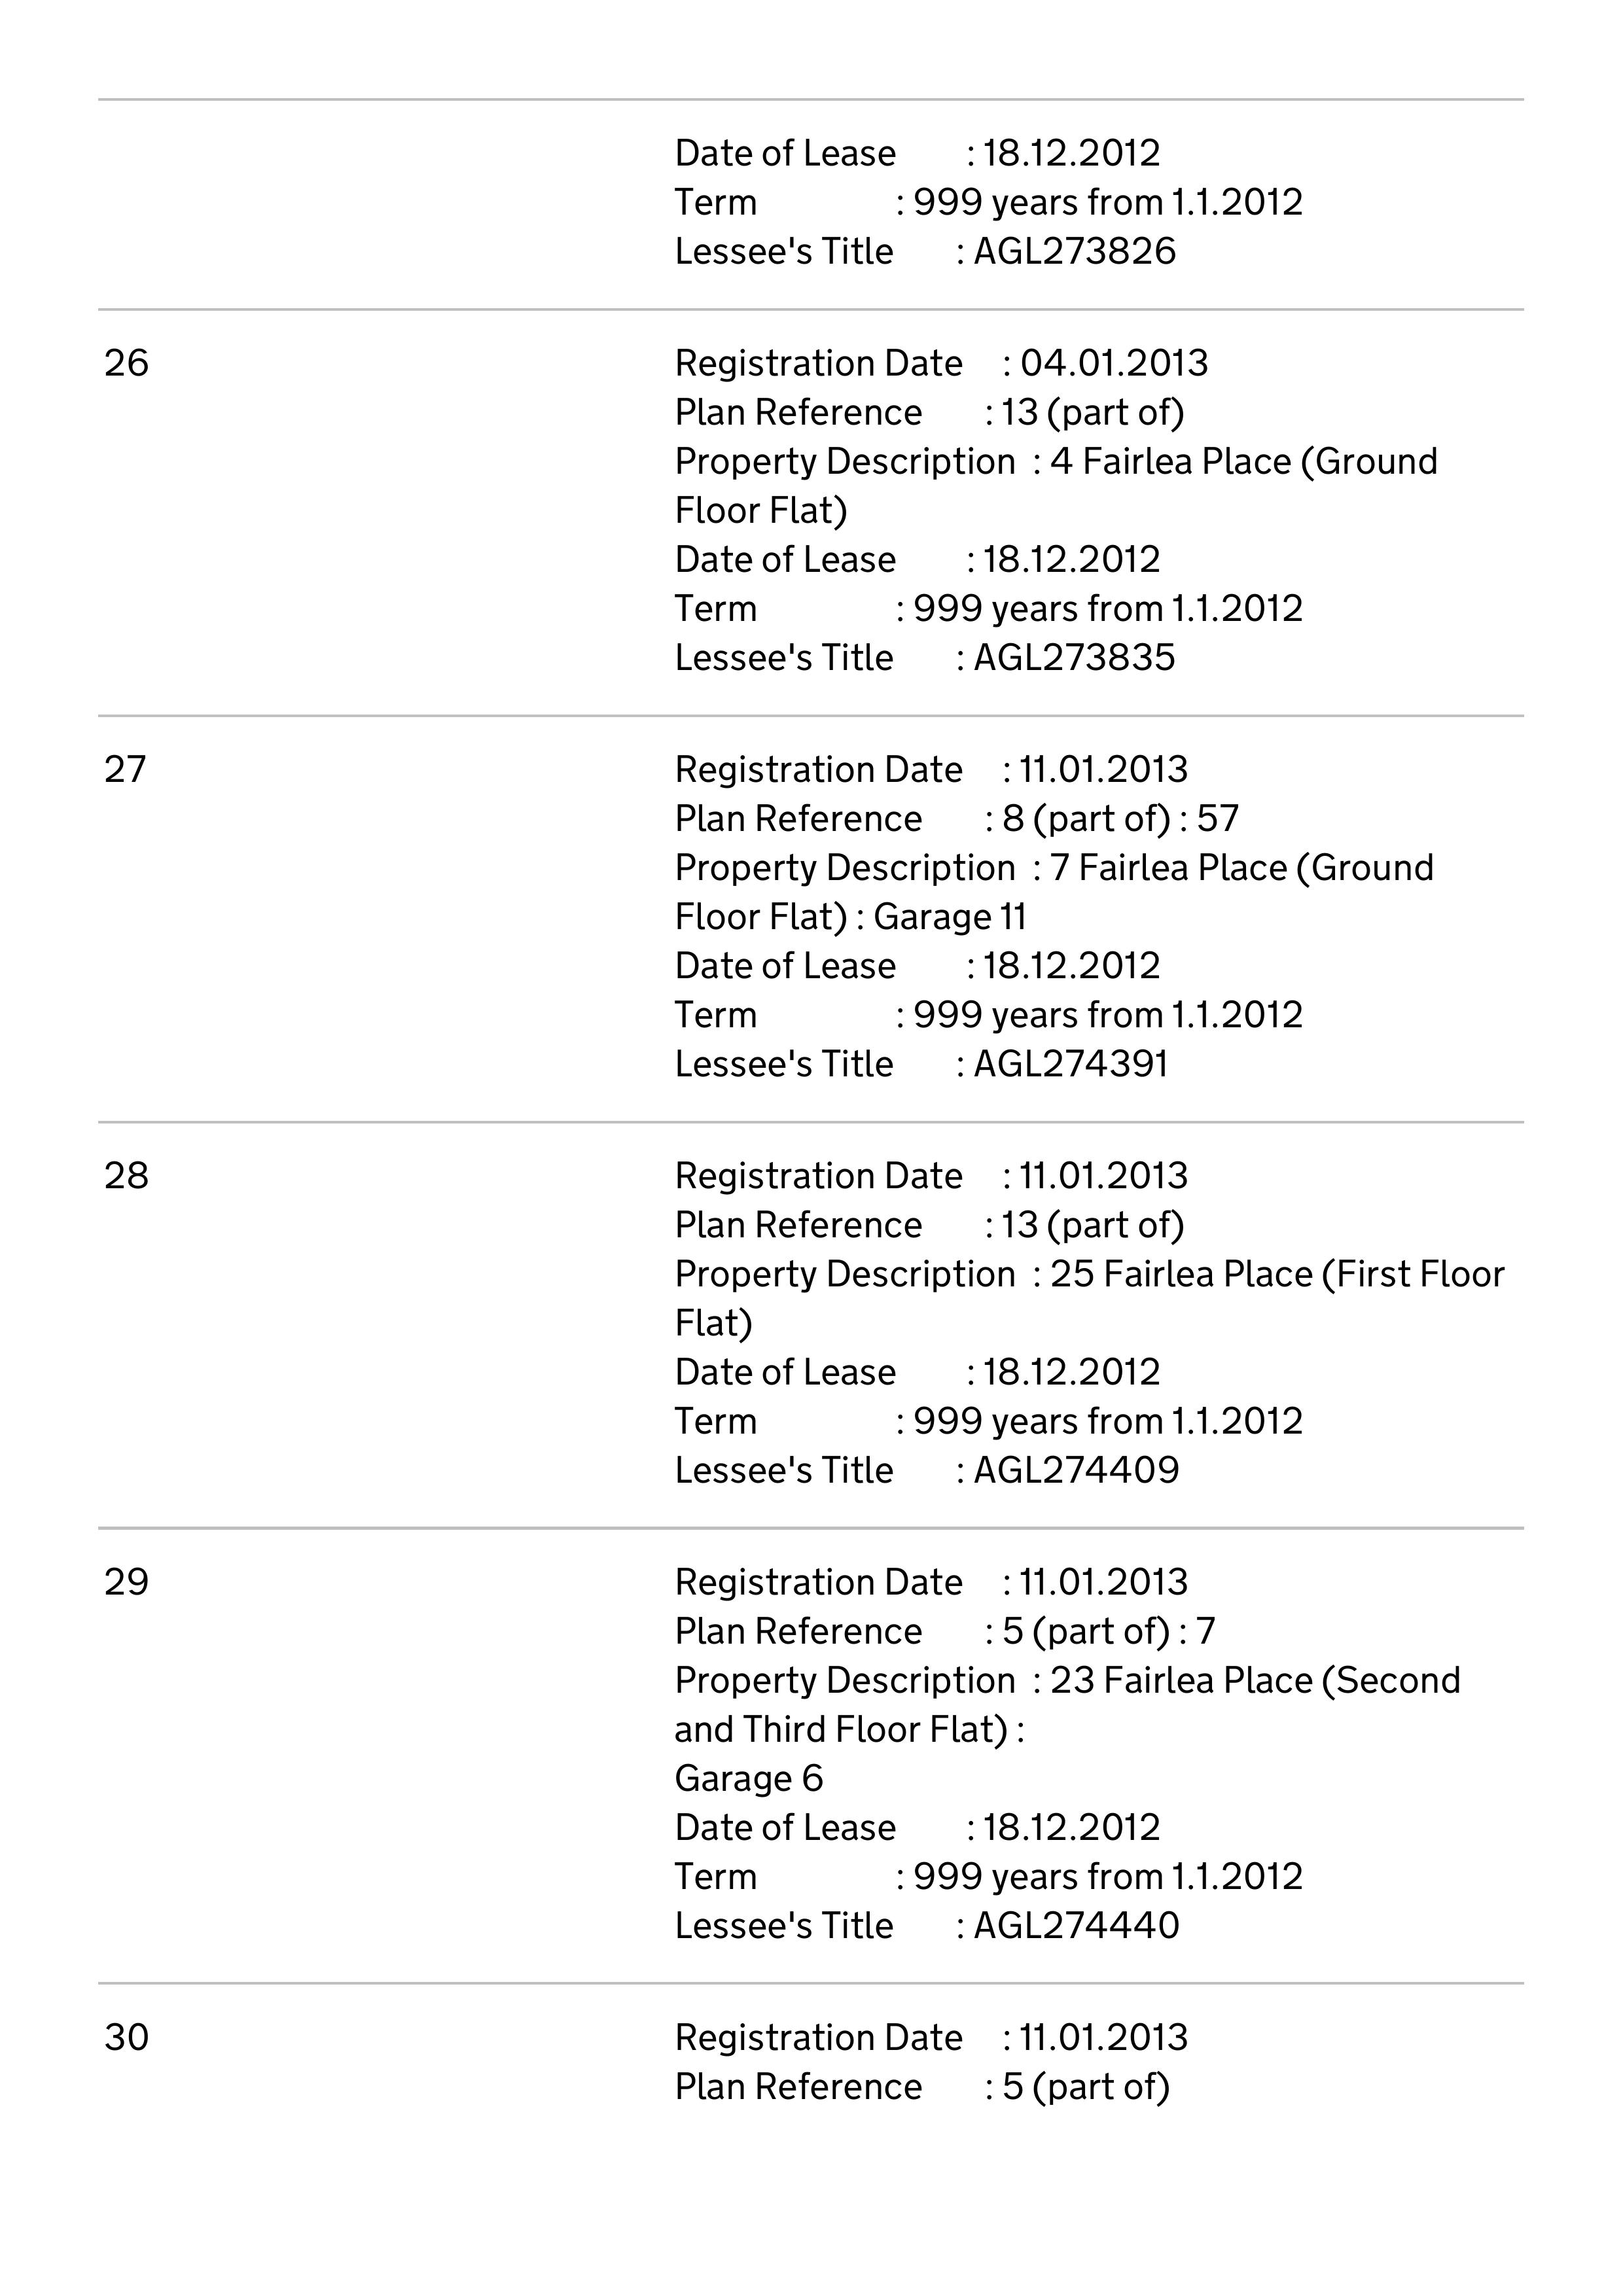 Date of Lease : 18.12.2012
Term : 999 years from 1.1.2012
Lessee's Title : AGL273826
26
Registration Date : 04.01.2013
Plan Reference : 13 (part of)
Property Description : 4 Fairlea Place (Ground
Floor Flat)
Date of Lease : 18.12.2012
Term : 999 years from 1.1.2012
Lessee's Title : AGL273835
27
Registration Date : 11.01.2013
Plan Reference : 8 (part of) : 57
Property Description : 7 Fairlea Place (Ground
Floor Flat) : Garage 11
Date of Lease : 18.12.2012
Term : 999 years from 1.1.2012
Lessee's Title : AGL274391
28
Registration Date : 11.01.2013
Plan Reference : 13 (part of)
Property Description : 25 Fairlea Place (First Floor
Flat)
Date of Lease : 18.12.2012
Term : 999 years from 1.1.2012
Lessee's Title : AGL274409
29
Registration Date : 11.01.2013
Plan Reference : 5 (part of) : 7
Property Description : 23 Fairlea Place (Second
and Third Floor Flat) :
Garage 6
Date of Lease : 18.12.2012
Term : 999 years from 1.1.2012
Lessee's Title : AGL274440
30
Registration Date : 11.01.2013
Plan Reference : 5 (part of)